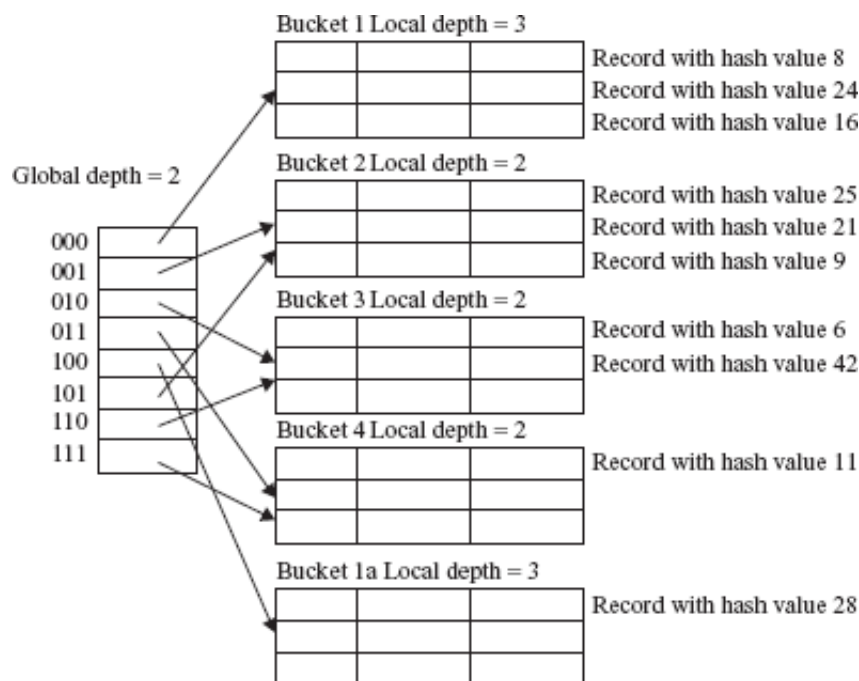 Bucket 1 Local depth = 3
Record with hash value 8
Record with hash value 24
Record with hash value 16
Global depth = 2
000
001
010
011
100
101
110
111
Bucket 2 Local depth = 2
Record with hash value 25
Record with hash value 21
Record with hash value 9
Bucket 3 Local depth = 2
Record with hash value 6
Record with hash value 42
Bucket 4 Local depth = 2
Record with hash value 11
Bucket 1a Local depth = 3
Record with hash value 28